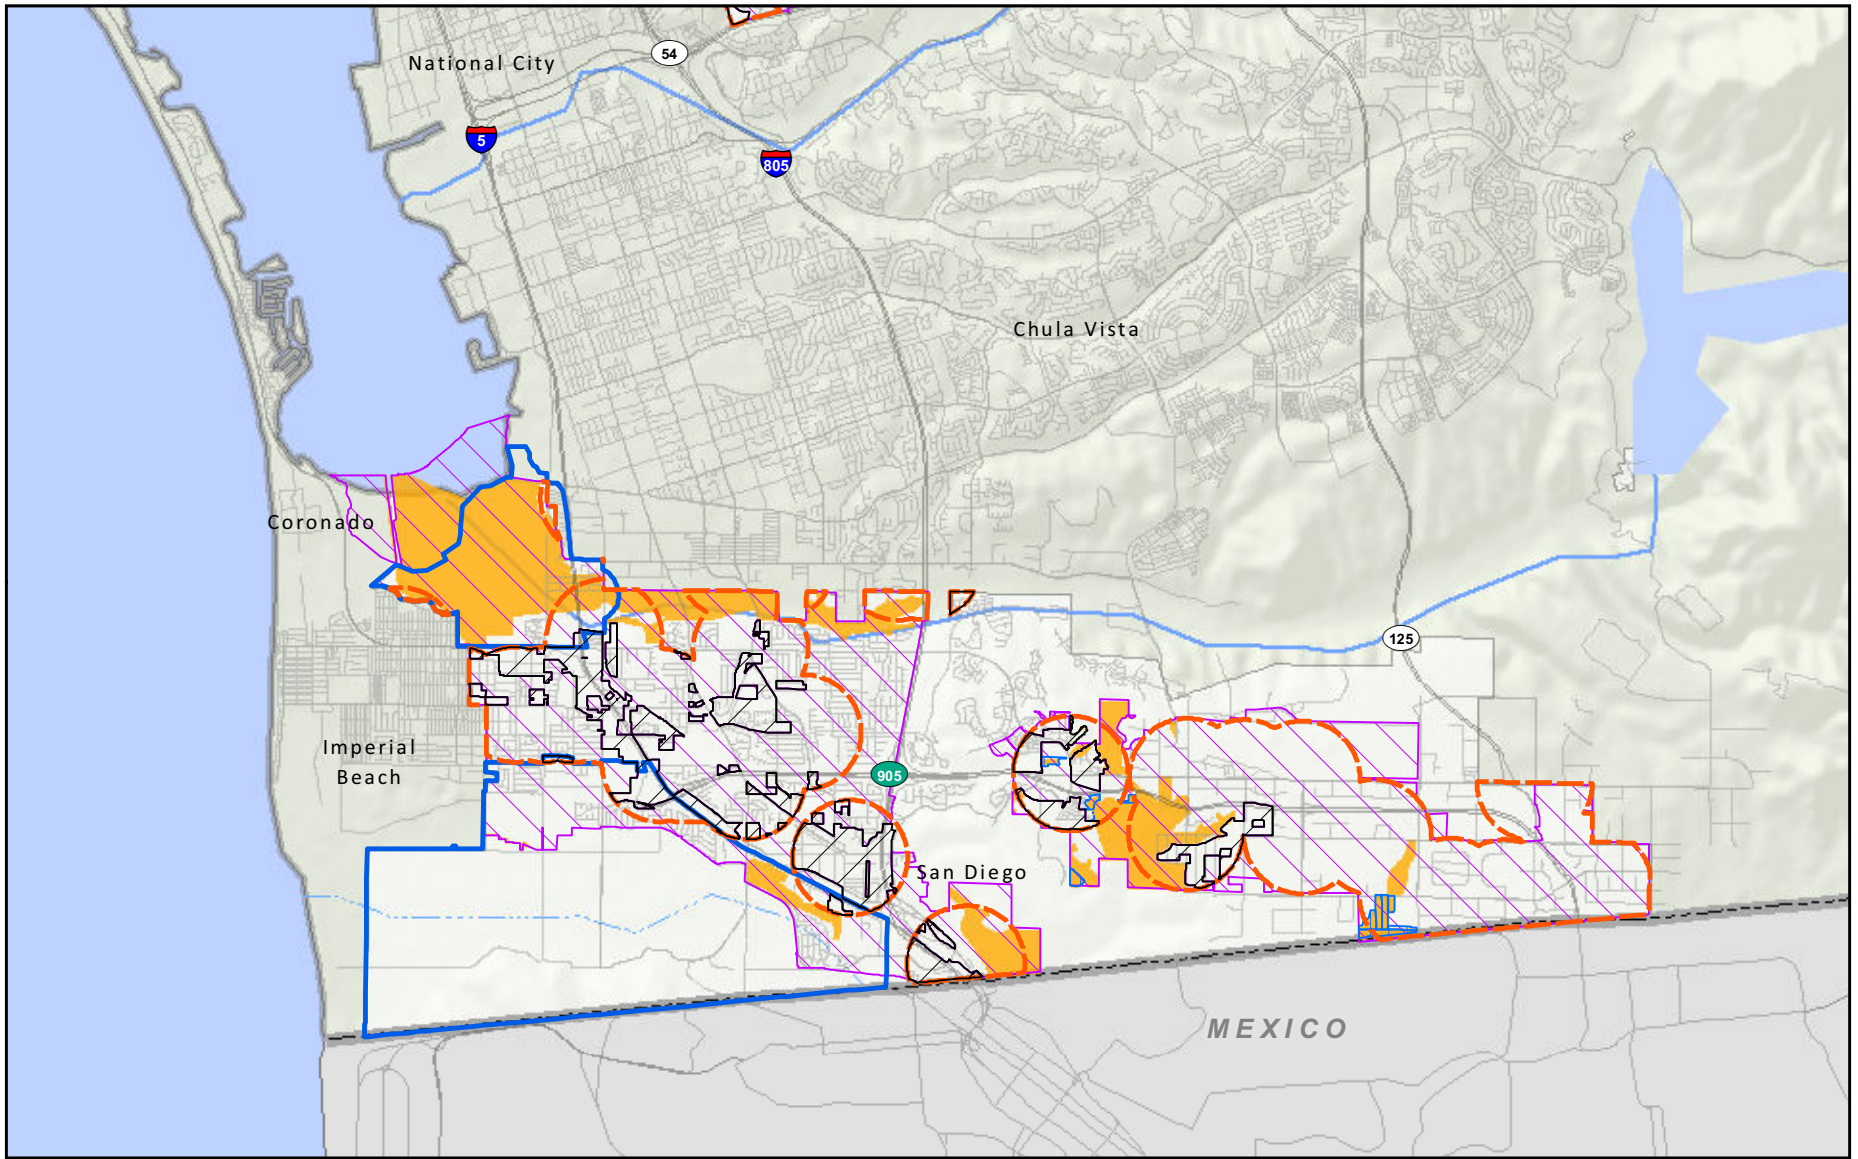 National City
54
5
805
Chula Vista
Coronado
125
Imperial
Beach
905
San Diego
MEXICO